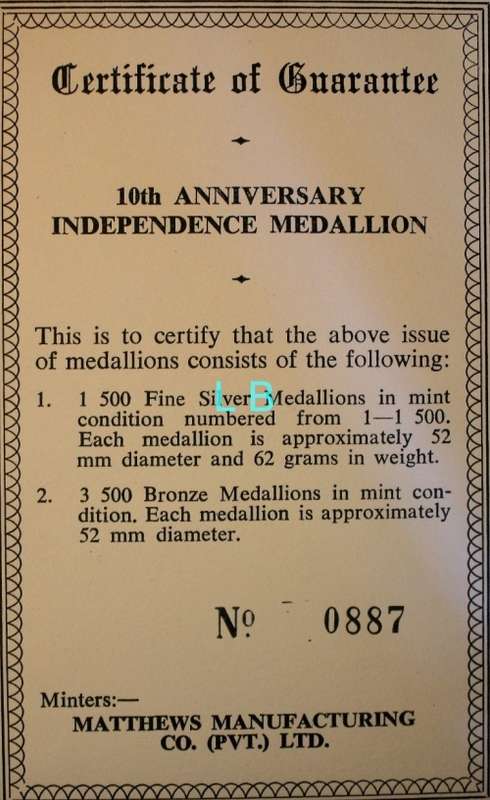 Certificate of Guarantee
10th ANNIVERSARY
INDEPENDENCE MEDALLION
This is to certify that the above issue
of medallions consists of the following:
1. 1 500 Fine Silver Medallions in mint
condition numbered from 1—1 500.
Each medallion is approximately 52
mm diameter and 62 grams in weight.
2. 3 500 Bronze Medallions in mint con-
dition. Each medallion is approximately
52 mm diameter.
No. 0887
Minters:—
MATTHEWS MANUFACTURING
CO. (PVT.) LTD.
L B